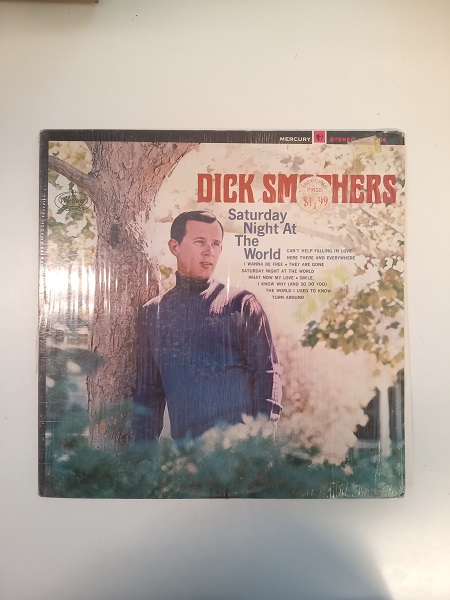 MERCURY STEREO
DICK SMOTHERS
$1.99
Saturday
Night At
The
World
CAN'T HELP FALLING IN LOVE
HERE THERE AND EVERYWHERE
I WANNA BE FREE • THEY ARE GONE
SATURDAY NIGHT AT THE WORLD
WHAT NOW MY LOVE • SMILE
I KNOW WHY (AND SO DO YOU)
THE WORLD I USED TO KNOW
TURN AROUND